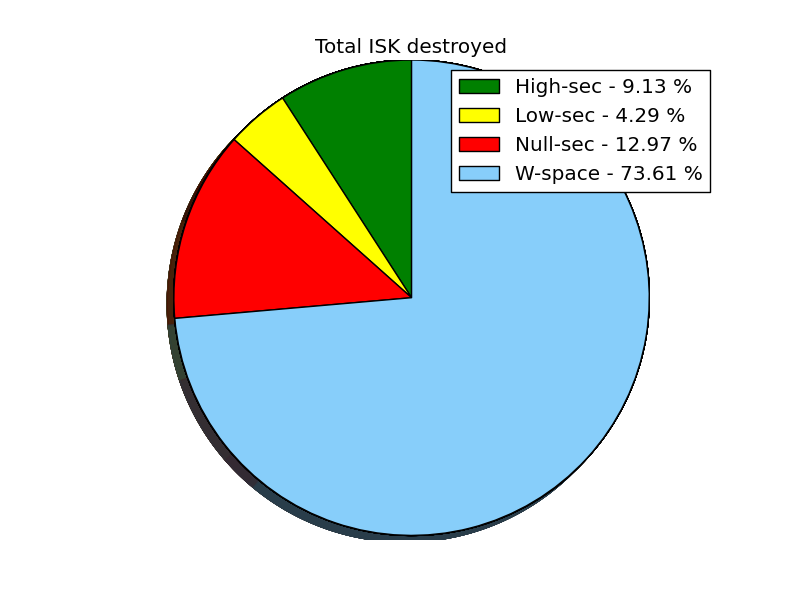 Total ISK destroyed
High-sec - 9.13 %
Low-sec - 4.29 %
Null-sec - 12.97 %
W-space - 73.61 %